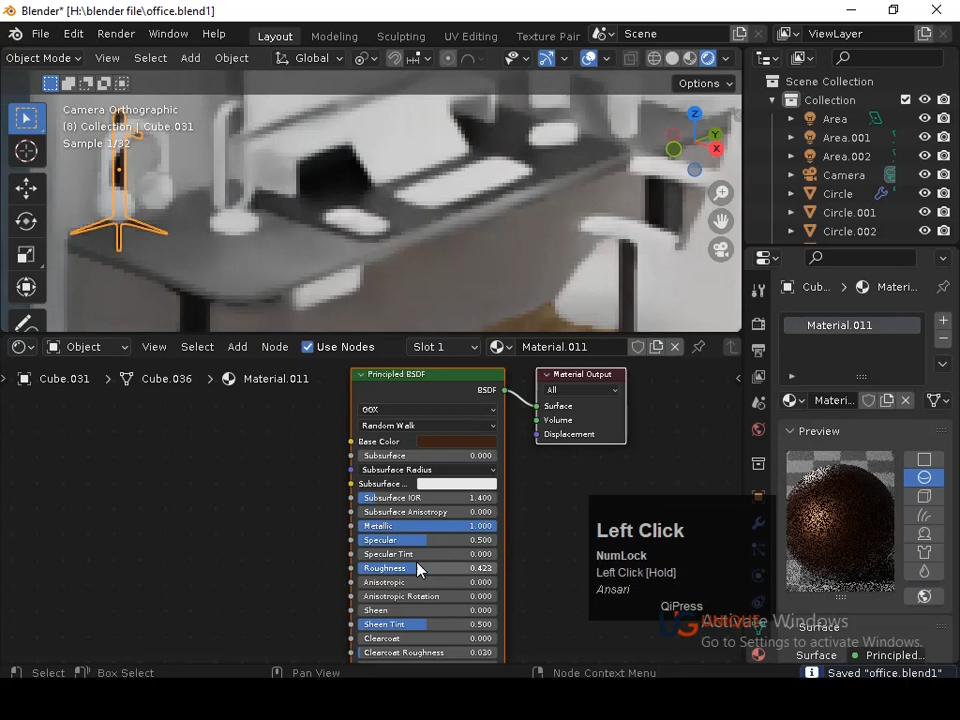 Blender* [H:\blender file\office.blend1]
File Edit Render Window Help Layout Modeling Sculpting UV Editing Texture Pair Scene ViewLayer
Object Mode View Select Add Object Global
Options
Camera Orthographic
(8) Collection | Cube.031
Sample 1/32
Z
Y
X
Scene Collection
Collection
Area
Area.001
Area.002
Camera
Circle
Circle.001
Circle.002
Cub... > Materi...
Material.011
Materi...
Preview
Surface
Surface Principled...
Object View Select Add Node Use Nodes Slot 1 Material.011
Cube.031 > Cube.036 > Material.011
Principled BSDF
BSDF
GGX
Random Walk
Base Color
Subsurface 0.000
Subsurface Radius
Subsurface ...
Subsurface IOR 1.400
Subsurface Anisotropy 0.000
Metallic 1.000
Specular 0.500
Specular Tint 0.000
Roughness 0.423
Anisotropic 0.000
Anisotropic Rotation 0.000
Sheen 0.000
Sheen Tint 0.500
Clearcoat 0.000
Clearcoat Roughness 0.030
Material Output
All
Surface
Volume
Displacement
Left Click
NumLock
Left Click [Hold]
Ansari
QiPress
Activate Windows
Go to Settings to activate Windows.
Select Box Select Pan View Node Context Menu Saved "office.blend1"